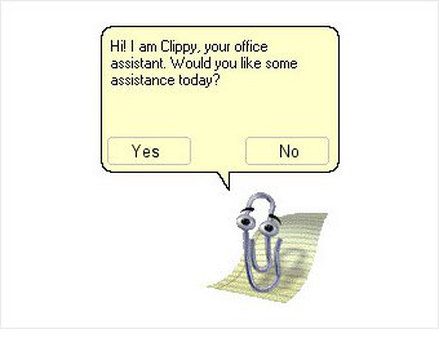 Hi! I am Clippy, your office
assistant. Would you like some
assistance today?
Yes
No